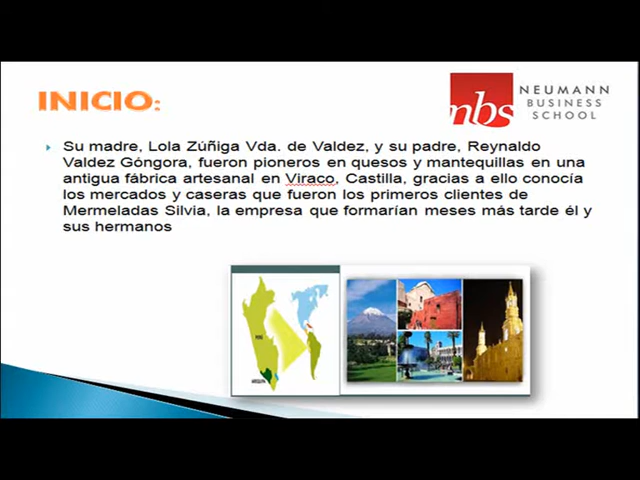 INICIO:
nbs
NEUMANN
BUSINESS
SCHOOL
Su madre, Lola Zúñiga Vda. de Valdez, y su padre, Reynaldo
Valdez Góngora, fueron pioneros en quesos y mantequillas en una
antigua fábrica artesanal en Viraco, Castilla, gracias a ello conocía
los mercados y caseras que fueron los primeros clientes de
Mermeladas Silvia, la empresa que formarían meses más tarde él y
sus hermanos
PERÚ
AREQUIPA